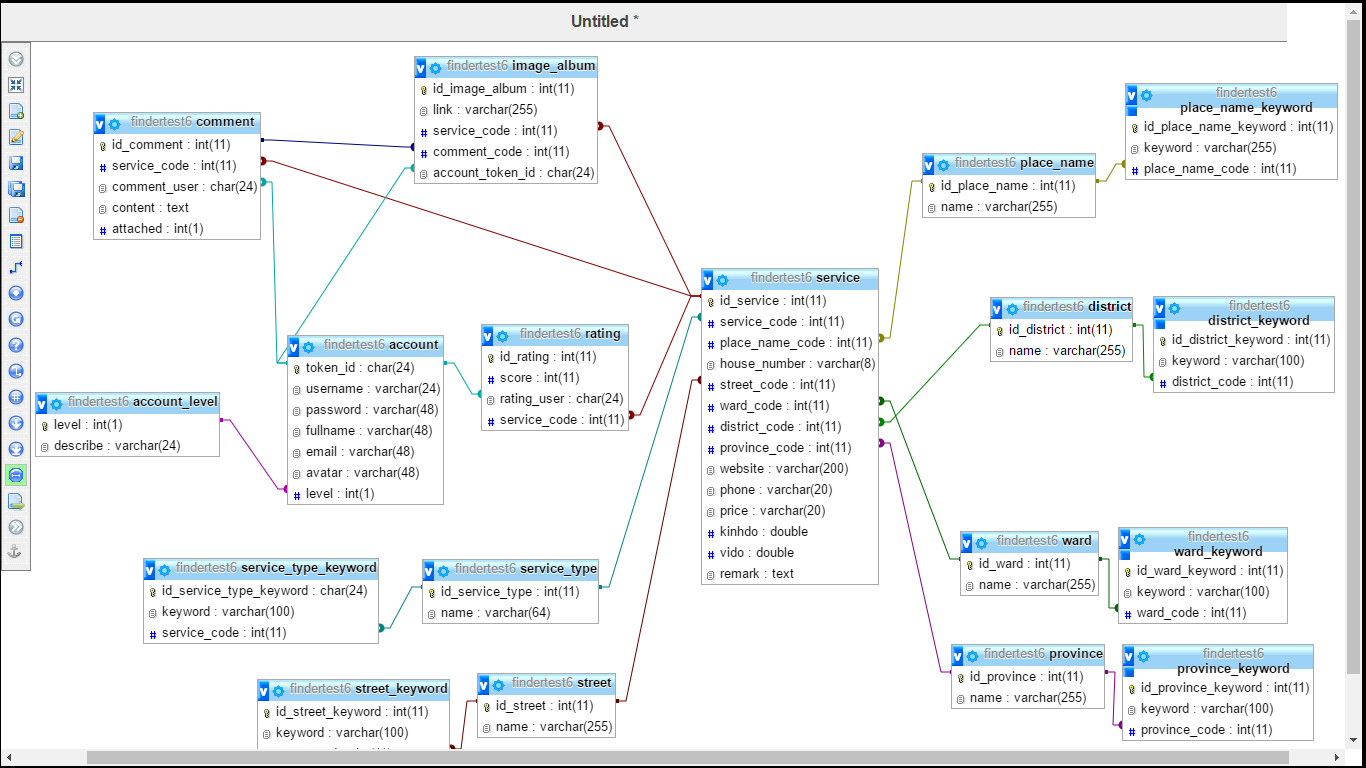 Untitled *
findertest6 image_album
id_image_album : int(11)
link : varchar(255)
service_code : int(11)
comment_code : int(11)
account_token_id : char(24)
findertest6 comment
id_comment : int(11)
service_code : int(11)
comment_user : char(24)
content : text
attached : int(1)
findertest6
place_name_keyword
id_place_name_keyword : int(11)
keyword : varchar(255)
place_name_code : int(11)
findertest6 place_name
id_place_name : int(11)
name : varchar(255)
findertest6 service
id_service : int(11)
service_code : int(11)
place_name_code : int(11)
house_number : varchar(8)
street_code : int(11)
ward_code : int(11)
district_code : int(11)
province_code : int(11)
website : varchar(200)
phone : varchar(20)
price : varchar(20)
kinhdo : double
vido : double
remark : text
findertest6 district
id_district : int(11)
name : varchar(255)
findertest6
district_keyword
id_district_keyword : int(11)
keyword : varchar(100)
district_code : int(11)
findertest6 account
token_id : char(24)
username : varchar(24)
password : varchar(48)
fullname : varchar(48)
email : varchar(48)
avatar : varchar(48)
level : int(1)
findertest6 rating
id_rating : int(11)
score : int(11)
rating_user : char(24)
service_code : int(11)
findertest6 account_level
level : int(1)
describe : varchar(24)
findertest6 service_type_keyword
id_service_type_keyword : char(24)
keyword : varchar(100)
service_code : int(11)
findertest6 service_type
id_service_type : int(11)
name : varchar(64)
findertest6 ward
id_ward : int(11)
name : varchar(255)
findertest6
ward_keyword
id_ward_keyword : int(11)
keyword : varchar(100)
ward_code : int(11)
findertest6 province
id_province : int(11)
name : varchar(255)
findertest6
province_keyword
id_province_keyword : int(11)
keyword : varchar(100)
province_code : int(11)
findertest6 street_keyword
id_street_keyword : int(11)
keyword : varchar(100)
findertest6 street
id_street : int(11)
name : varchar(255)